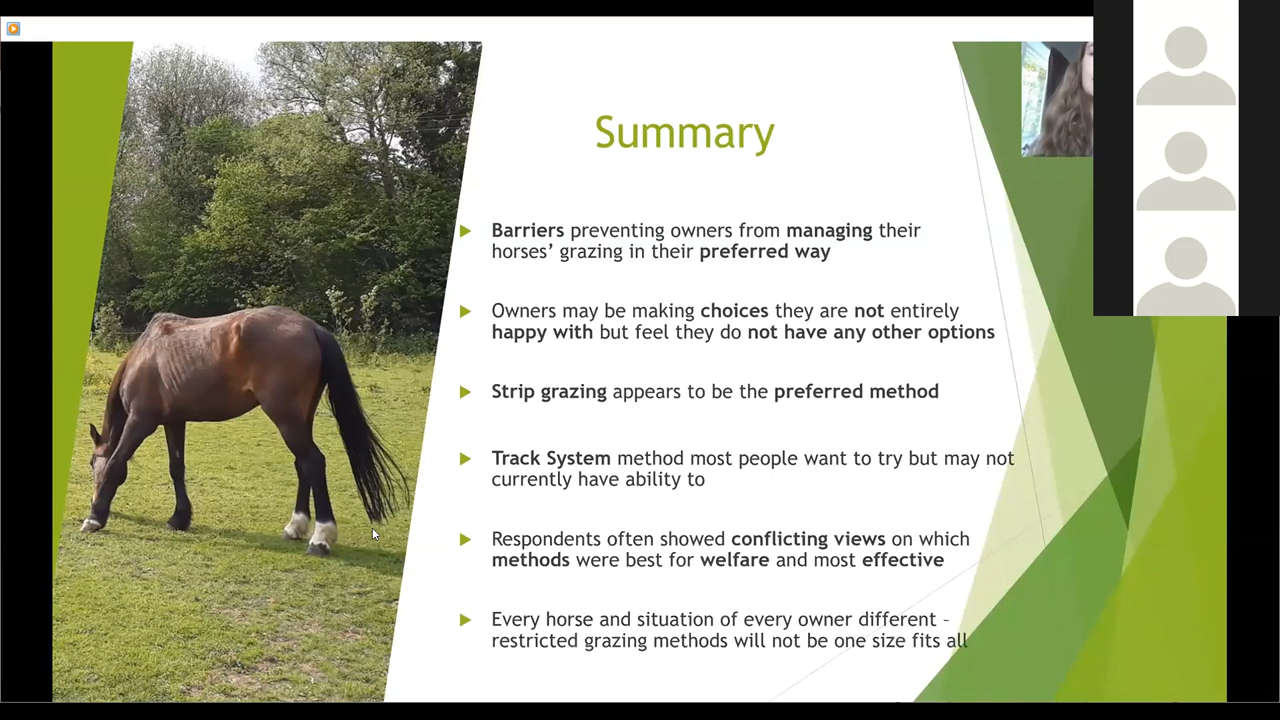 Summary
Barriers preventing owners from managing their
horses’ grazing in their preferred way
Owners may be making choices they are not entirely
happy with but feel they do not have any other options
Strip grazing appears to be the preferred method
Track System method most people want to try but may not
currently have ability to
Respondents often showed conflicting views on which
methods were best for welfare and most effective
Every horse and situation of every owner different –
restricted grazing methods will not be one size fits all